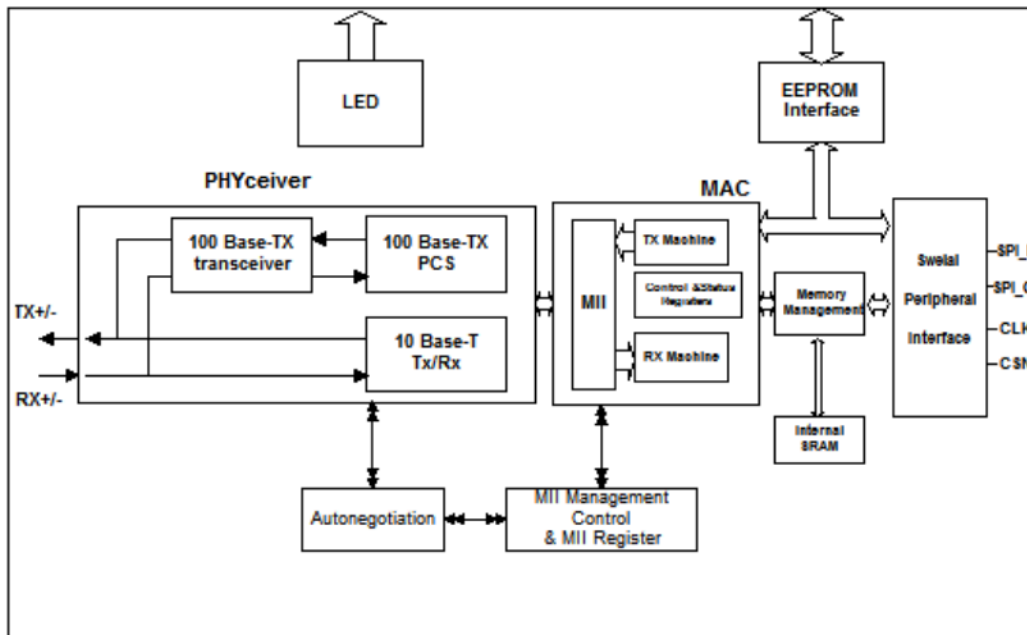 LED
EEPROM
Interface
PHYceiver
MAC
100 Base-TX
transceiver
100 Base-TX
PCS
TX Machine
MII
Control &Status
Registers
Memory
Management
Swelal
Peripheral
Interface
SPI_
SPI_
CLK
CSN
TX+/-
10 Base-T
Tx/Rx
RX Machine
RX+/-
Internal
SRAM
Autonegotiation
MII Management
Control
& MII Register